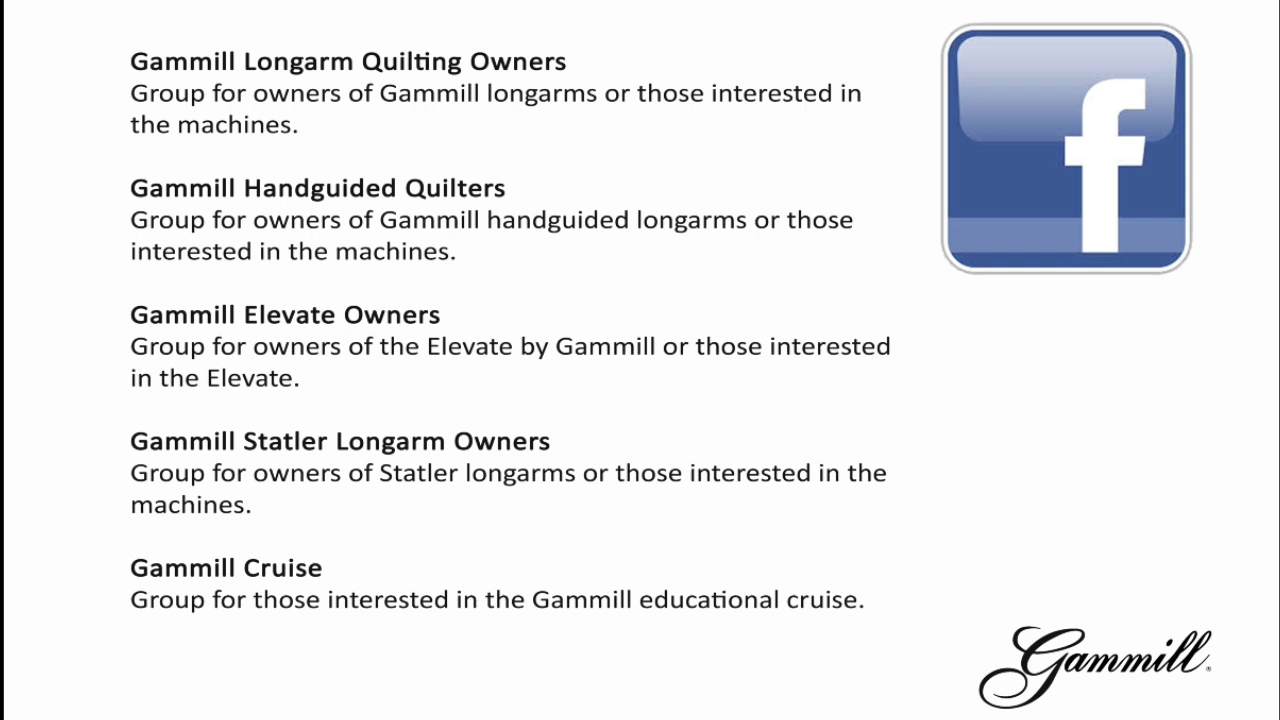 Gammill Longarm Quilting Owners
Group for owners of Gammill longarms or those interested in
the machines.
Gammill Handguided Quilters
Group for owners of Gammill handguided longarms or those
interested in the machines.
Gammill Elevate Owners
Group for owners of the Elevate by Gammill or those interested
in the Elevate.
Gammill Statler Longarm Owners
Group for owners of Statler longarms or those interested in the
machines.
Gammill Cruise
Group for those interested in the Gammill educational cruise.
f
Gammill®